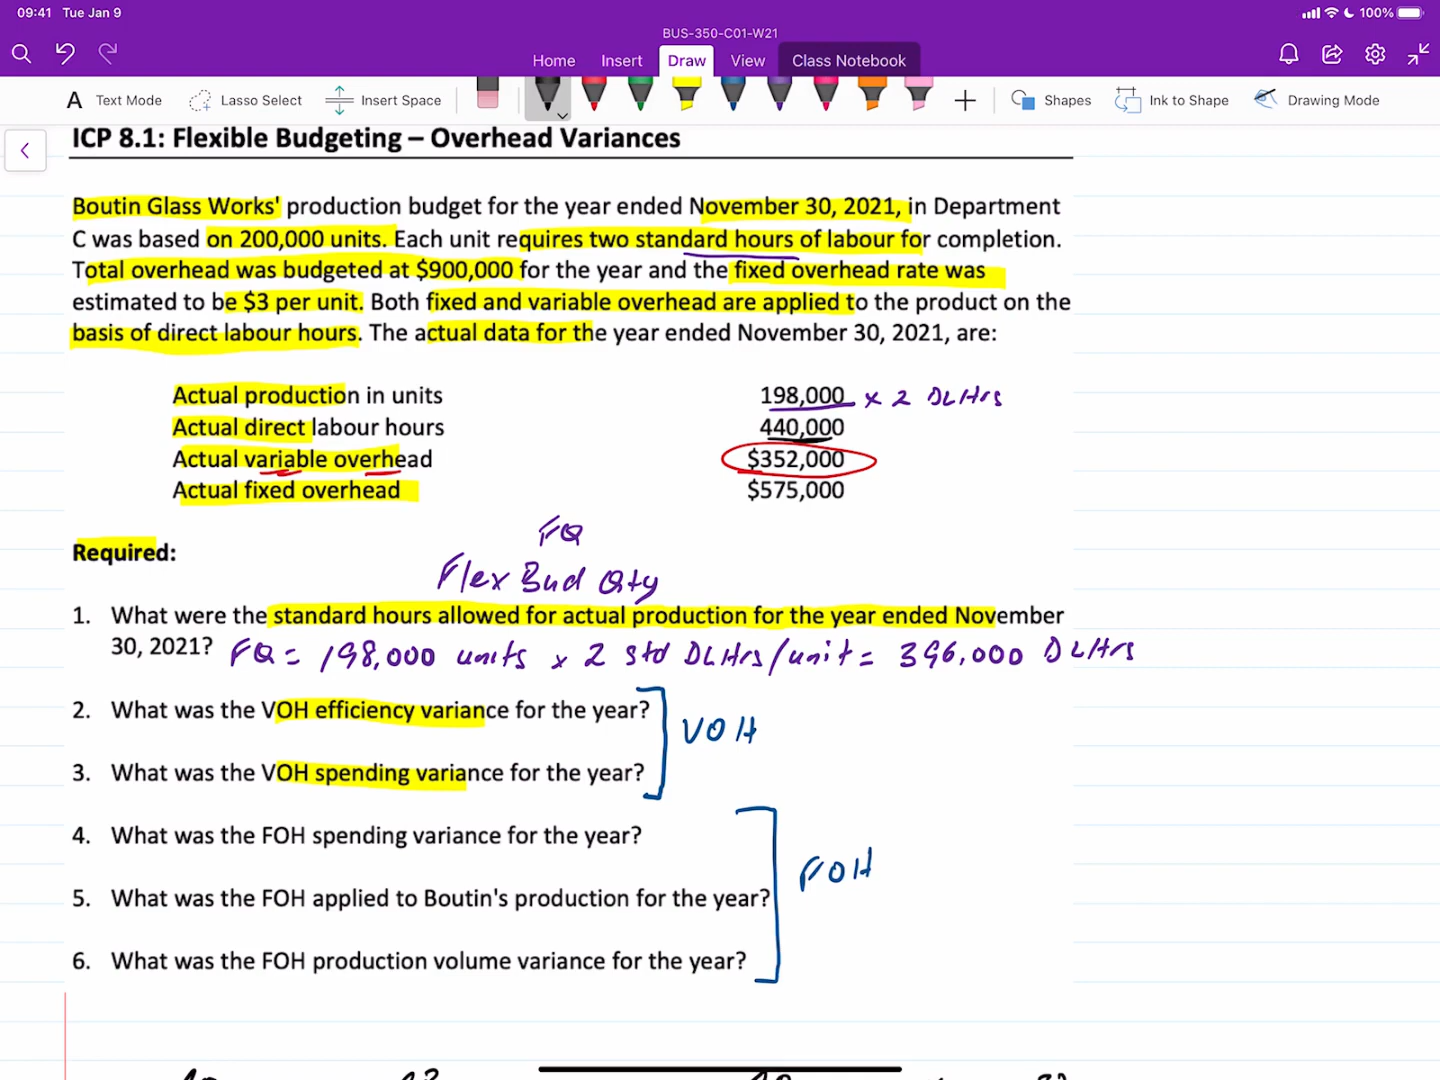 09:41 Tue Jan 9
100%
BUS-350-C01-W21
Home Insert Draw View Class Notebook
A Text Mode Lasso Select Insert Space Shapes Ink to Shape Drawing Mode
ICP 8.1: Flexible Budgeting – Overhead Variances
Boutin Glass Works' production budget for the year ended November 30, 2021, in Department
C was based on 200,000 units. Each unit requires two standard hours of labour for completion.
Total overhead was budgeted at $900,000 for the year and the fixed overhead rate was
estimated to be $3 per unit. Both fixed and variable overhead are applied to the product on the
basis of direct labour hours. The actual data for the year ended November 30, 2021, are:
Actual production in units 198,000 x 2 DLHrs
Actual direct labour hours 440,000
Actual variable overhead $352,000
Actual fixed overhead $575,000
FQ
Required:
Flex Bud Qty
1. What were the standard hours allowed for actual production for the year ended November
30, 2021? FQ = 198,000 units x 2 Std DLHrs/unit = 396,000 DLHrs
2. What was the VOH efficiency variance for the year?
VOH
3. What was the VOH spending variance for the year?
4. What was the FOH spending variance for the year?
FOH
5. What was the FOH applied to Boutin's production for the year?
6. What was the FOH production volume variance for the year?